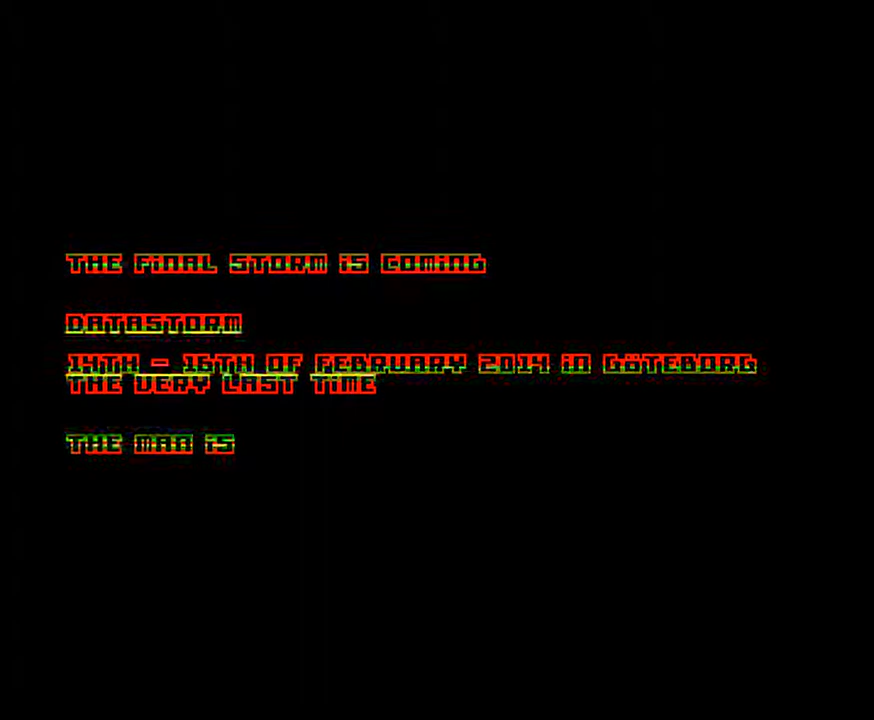 THE FINAL STORM IS COMING
DATASTORM
14TH - 16TH OF FEBRUARY 2014 IN GÖTEBORG
THE VERY LAST TIME
THE MAN IS